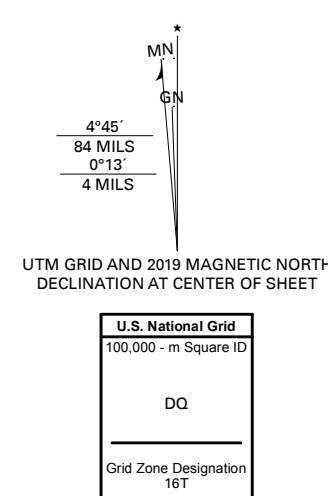 ★
MN
GN
4°45´
84 MILS
0°13´
4 MILS
UTM GRID AND 2019 MAGNETIC NORTH
DECLINATION AT CENTER OF SHEET
U.S. National Grid
100,000 - m Square ID
DQ
Grid Zone Designation
16T